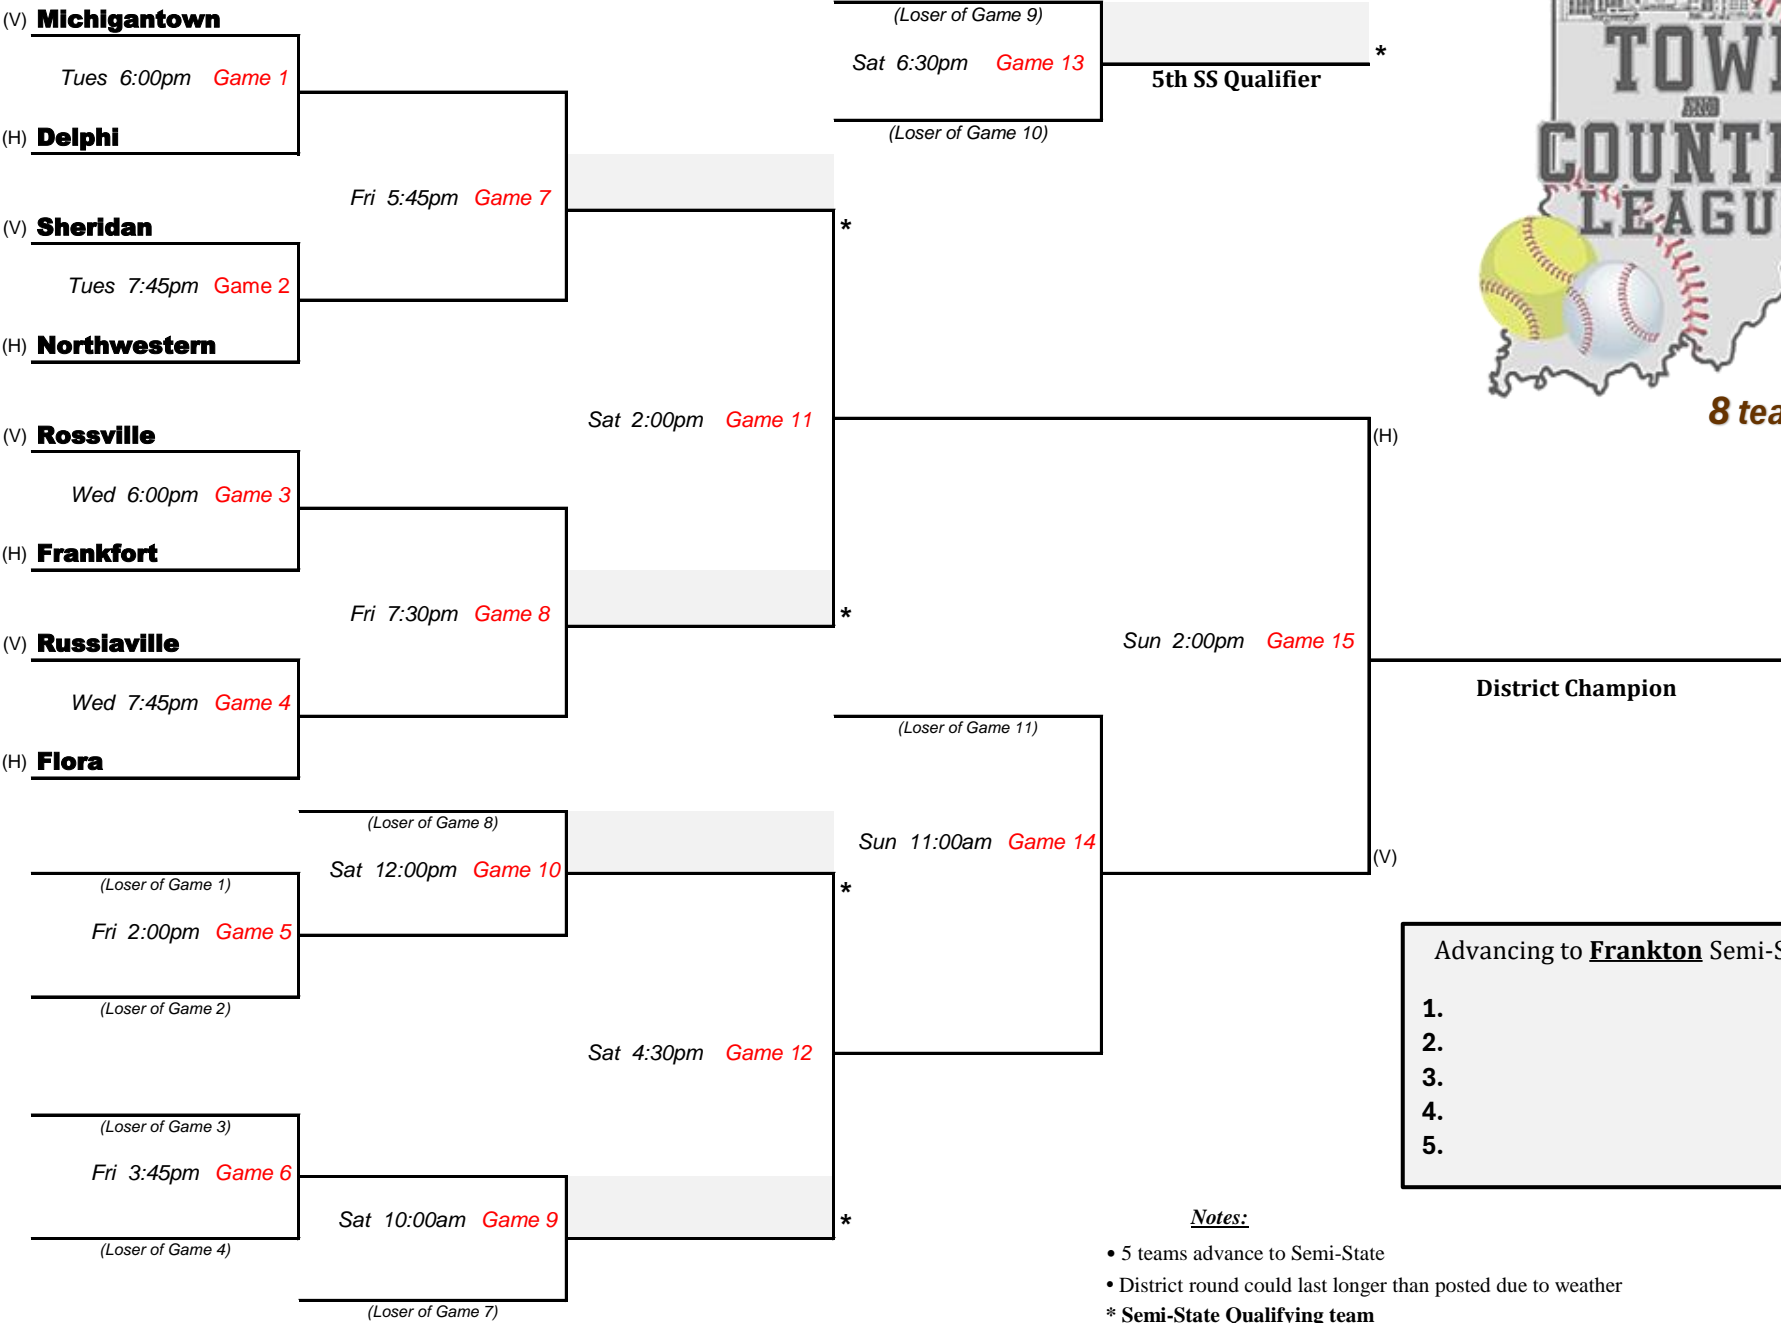 (V) Michigantown
Tues 6:00pm Game 1
(H) Delphi
(V) Sheridan
Tues 7:45pm Game 2
(H) Northwestern
(V) Rossville
Wed 6:00pm Game 3
(H) Frankfort
(V) Russiaville
Wed 7:45pm Game 4
(H) Flora
(Loser of Game 1)
Fri 2:00pm Game 5
(Loser of Game 2)
(Loser of Game 3)
Fri 3:45pm Game 6
(Loser of Game 4)
Fri 5:45pm Game 7
*
Fri 7:30pm Game 8
*
(Loser of Game 8)
Sat 12:00pm Game 10
*
Sat 10:00am Game 9
*
(Loser of Game 7)
Sat 2:00pm Game 11
Sat 4:30pm Game 12
(Loser of Game 9)
Sat 6:30pm Game 13
(Loser of Game 10)
*
5th SS Qualifier
(Loser of Game 11)
Sun 11:00am Game 14
(H)
Sun 2:00pm Game 15
(V)
District Champion
TOW
AND
COUNT
LEAGU
8 tea
Advancing to Frankton Semi-S
1.
2.
3.
4.
5.
Notes:
• 5 teams advance to Semi-State
• District round could last longer than posted due to weather
* Semi-State Qualifying team